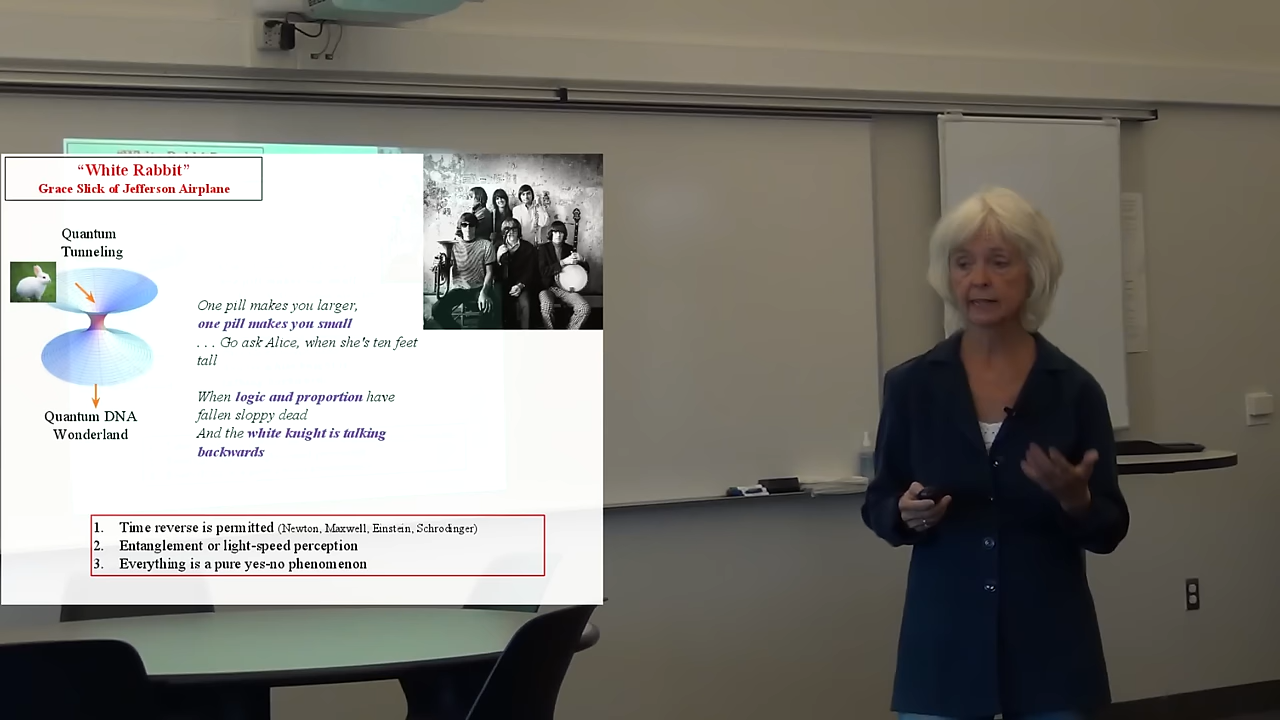 “White Rabbit”
Grace Slick of Jefferson Airplane
Quantum
Tunneling
One pill makes you larger,
one pill makes you small
. . . Go ask Alice, when she's ten feet
tall
When logic and proportion have
fallen sloppy dead
And the white knight is talking
backwards
Quantum DNA
Wonderland
1. Time reverse is permitted (Newton, Maxwell, Einstein, Schrodinger)
2. Entanglement or light-speed perception
3. Everything is a pure yes-no phenomenon